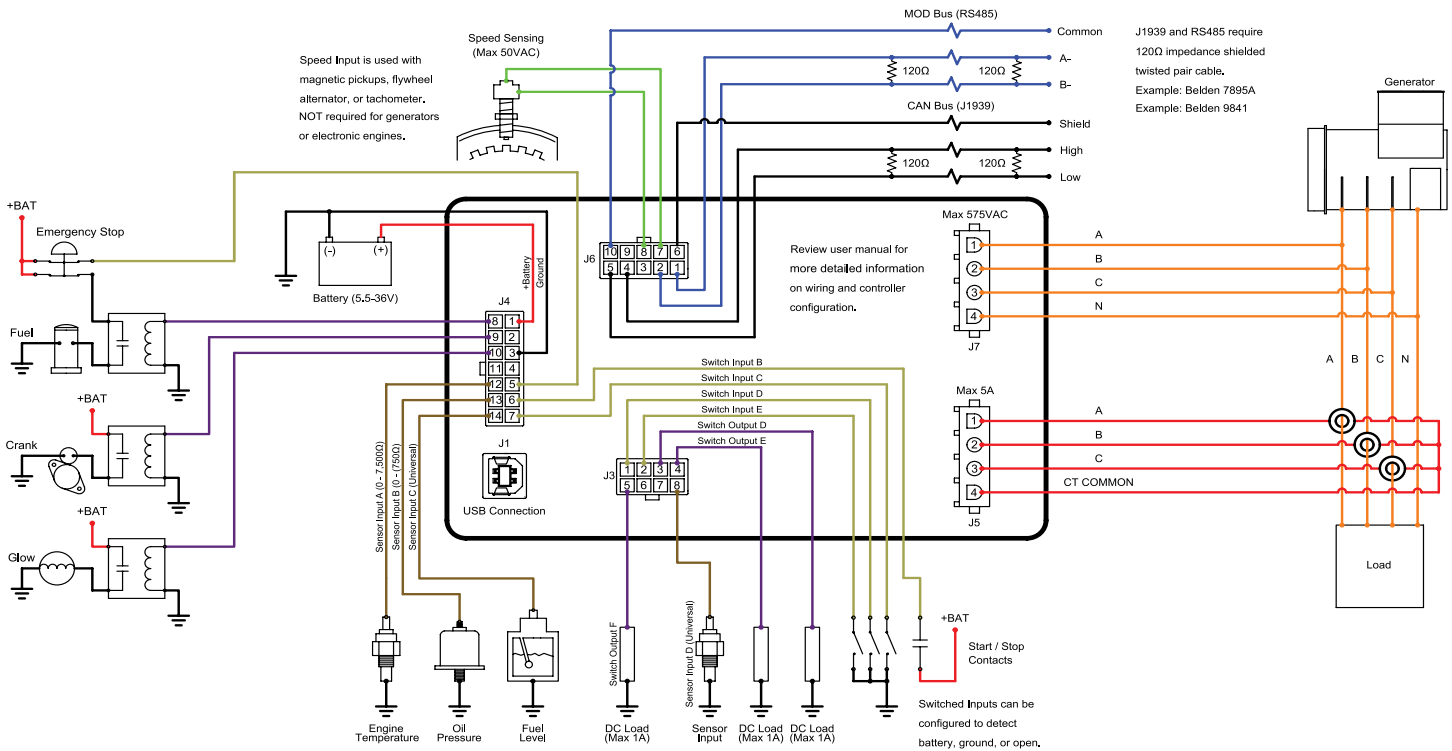 MOD Bus (RS485)
Common
A-
B-
120Ω
120Ω
J1939 and RS485 require
120Ω impedance shielded
twisted pair cable.
Example: Belden 7895A
Example: Belden 9841
Speed Sensing
(Max 50VAC)
Speed Input is used with
magnetic pickups, flywheel
alternator, or tachometer.
NOT required for generators
or electronic engines.
CAN Bus (J1939)
Shield
High
Low
120Ω
120Ω
Generator
+BAT
Emergency Stop
Fuel
+BAT
Crank
+BAT
Glow
(-)
(+)
Battery (5.5-36V)
+Battery
Ground
J6
10 9 8 7 6
5 4 3 2 1
Review user manual for
more detailed information
on wiring and controller
configuration.
Max 575VAC
1
2
3
4
J7
A
B
C
N
A B C N
J4
8 1
9 2
10 3
11 4
12 5
13 6
14 7
Switch Input B
Switch Input C
Switch Input D
Switch Input E
Switch Output D
Switch Output E
J1
USB Connection
J3
1 2 3 4
5 6 7 8
Max 5A
1
2
3
4
J5
A
B
C
CT COMMON
Load
Sensor Input A (0 - 7,500Ω)
Sensor Input B (0 - (750Ω)
Sensor Input C (Universal)
Switch Output F
Sensor Input D (Universal)
+BAT
Start / Stop
Contacts
Engine
Temperature
Oil
Pressure
Fuel
Level
DC Load
(Max 1A)
Sensor
Input
DC Load
(Max 1A)
DC Load
(Max 1A)
Switched Inputs can be
configured to detect
battery, ground, or open.